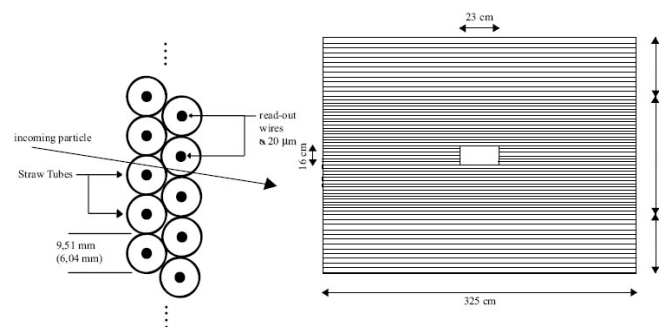 incoming particle
Straw Tubes
9,51 mm
(6,04 mm)
read-out
wires
20 µm
23 cm
16 cm
325 cm